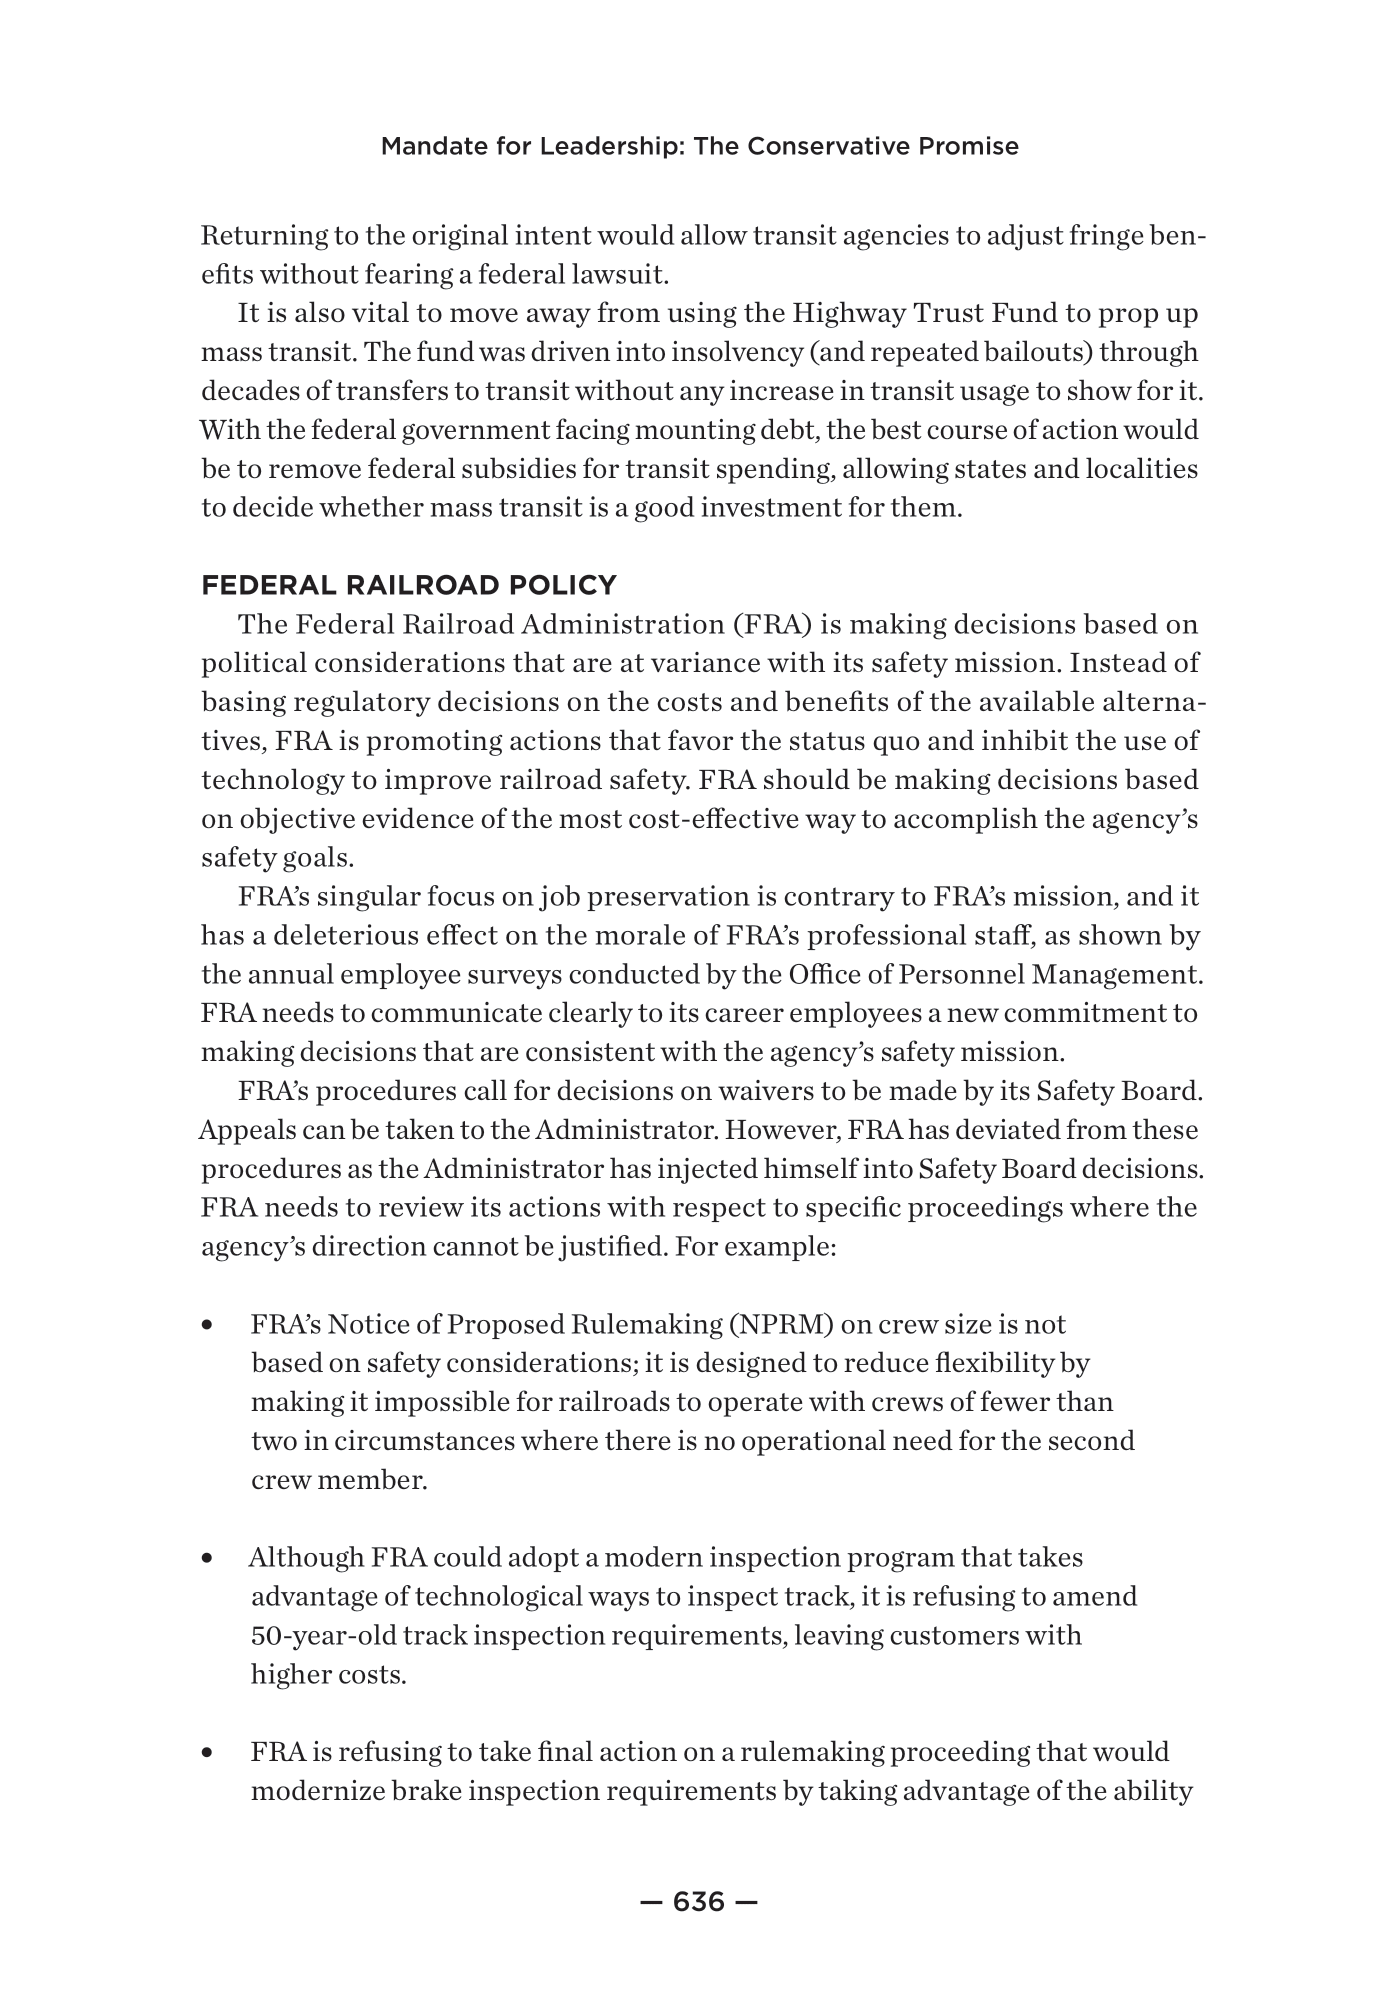 Mandate for Leadership: The Conservative Promise
Returning to the original intent would allow transit agencies to adjust fringe ben-
efits without fearing a federal lawsuit.
It is also vital to move away from using the Highway Trust Fund to prop up
mass transit. The fund was driven into insolvency (and repeated bailouts) through
decades of transfers to transit without any increase in transit usage to show for it.
With the federal government facing mounting debt, the best course of action would
be to remove federal subsidies for transit spending, allowing states and localities
to decide whether mass transit is a good investment for them.
FEDERAL RAILROAD POLICY
The Federal Railroad Administration (FRA) is making decisions based on
political considerations that are at variance with its safety mission. Instead of
basing regulatory decisions on the costs and benefits of the available alterna-
tives, FRA is promoting actions that favor the status quo and inhibit the use of
technology to improve railroad safety. FRA should be making decisions based
on objective evidence of the most cost-effective way to accomplish the agency’s
safety goals.
FRA’s singular focus on job preservation is contrary to FRA’s mission, and it
has a deleterious effect on the morale of FRA’s professional staff, as shown by
the annual employee surveys conducted by the Office of Personnel Management.
FRA needs to communicate clearly to its career employees a new commitment to
making decisions that are consistent with the agency’s safety mission.
FRA’s procedures call for decisions on waivers to be made by its Safety Board.
Appeals can be taken to the Administrator. However, FRA has deviated from these
procedures as the Administrator has injected himself into Safety Board decisions.
FRA needs to review its actions with respect to specific proceedings where the
agency’s direction cannot be justified. For example:
• FRA’s Notice of Proposed Rulemaking (NPRM) on crew size is not
based on safety considerations; it is designed to reduce flexibility by
making it impossible for railroads to operate with crews of fewer than
two in circumstances where there is no operational need for the second
crew member.
• Although FRA could adopt a modern inspection program that takes
advantage of technological ways to inspect track, it is refusing to amend
50-year-old track inspection requirements, leaving customers with
higher costs.
• FRA is refusing to take final action on a rulemaking proceeding that would
modernize brake inspection requirements by taking advantage of the ability
— 636 —